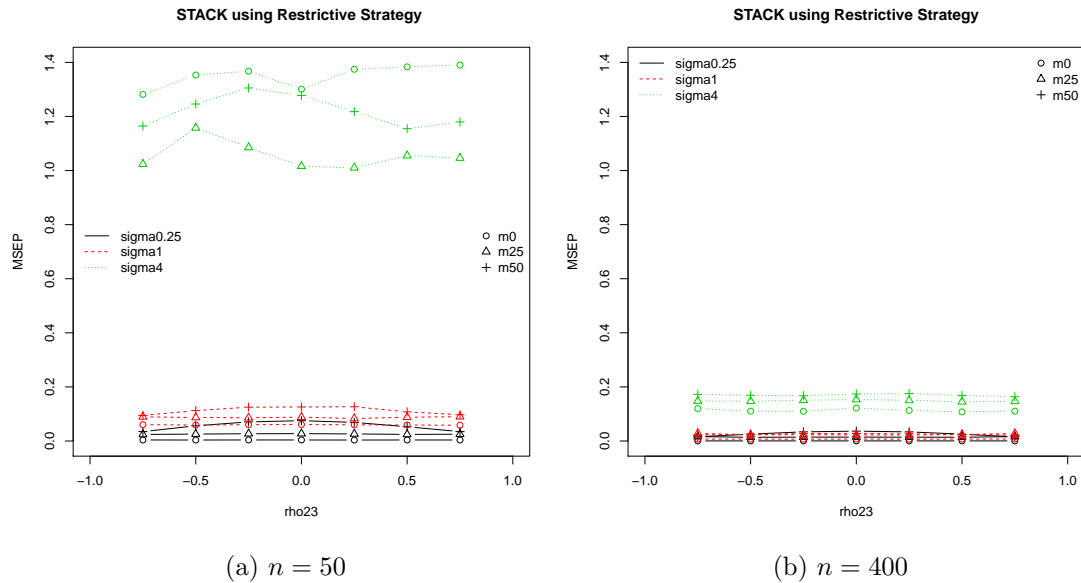 STACK using Restrictive Strategy
MSEP
1.4
1.2
1.0
0.8
0.6
0.4
0.2
0.0
sigma0.25
sigma1
sigma4
m0
m25
m50
−1.0 −0.5 0.0 0.5 1.0
rho23
(a) n = 50
STACK using Restrictive Strategy
MSEP
1.4
1.2
1.0
0.8
0.6
0.4
0.2
0.0
sigma0.25
sigma1
sigma4
m0
m25
m50
−1.0 −0.5 0.0 0.5 1.0
rho23
(b) n = 400